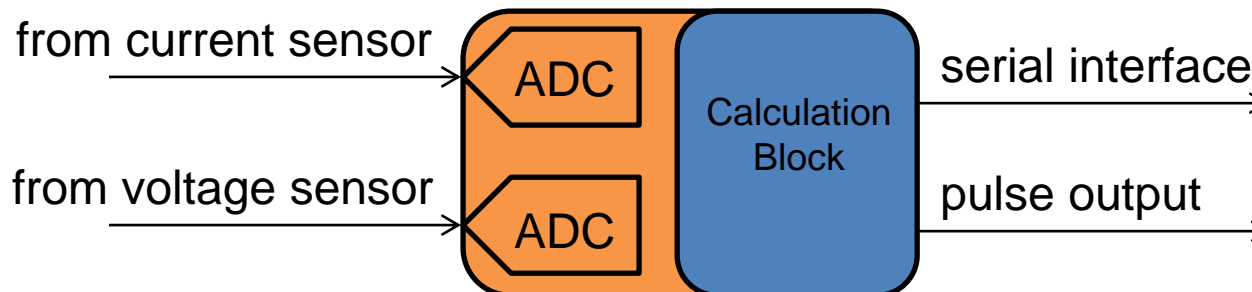 from current sensor
ADC
serial interface
Calculation
Block
from voltage sensor
ADC
pulse output